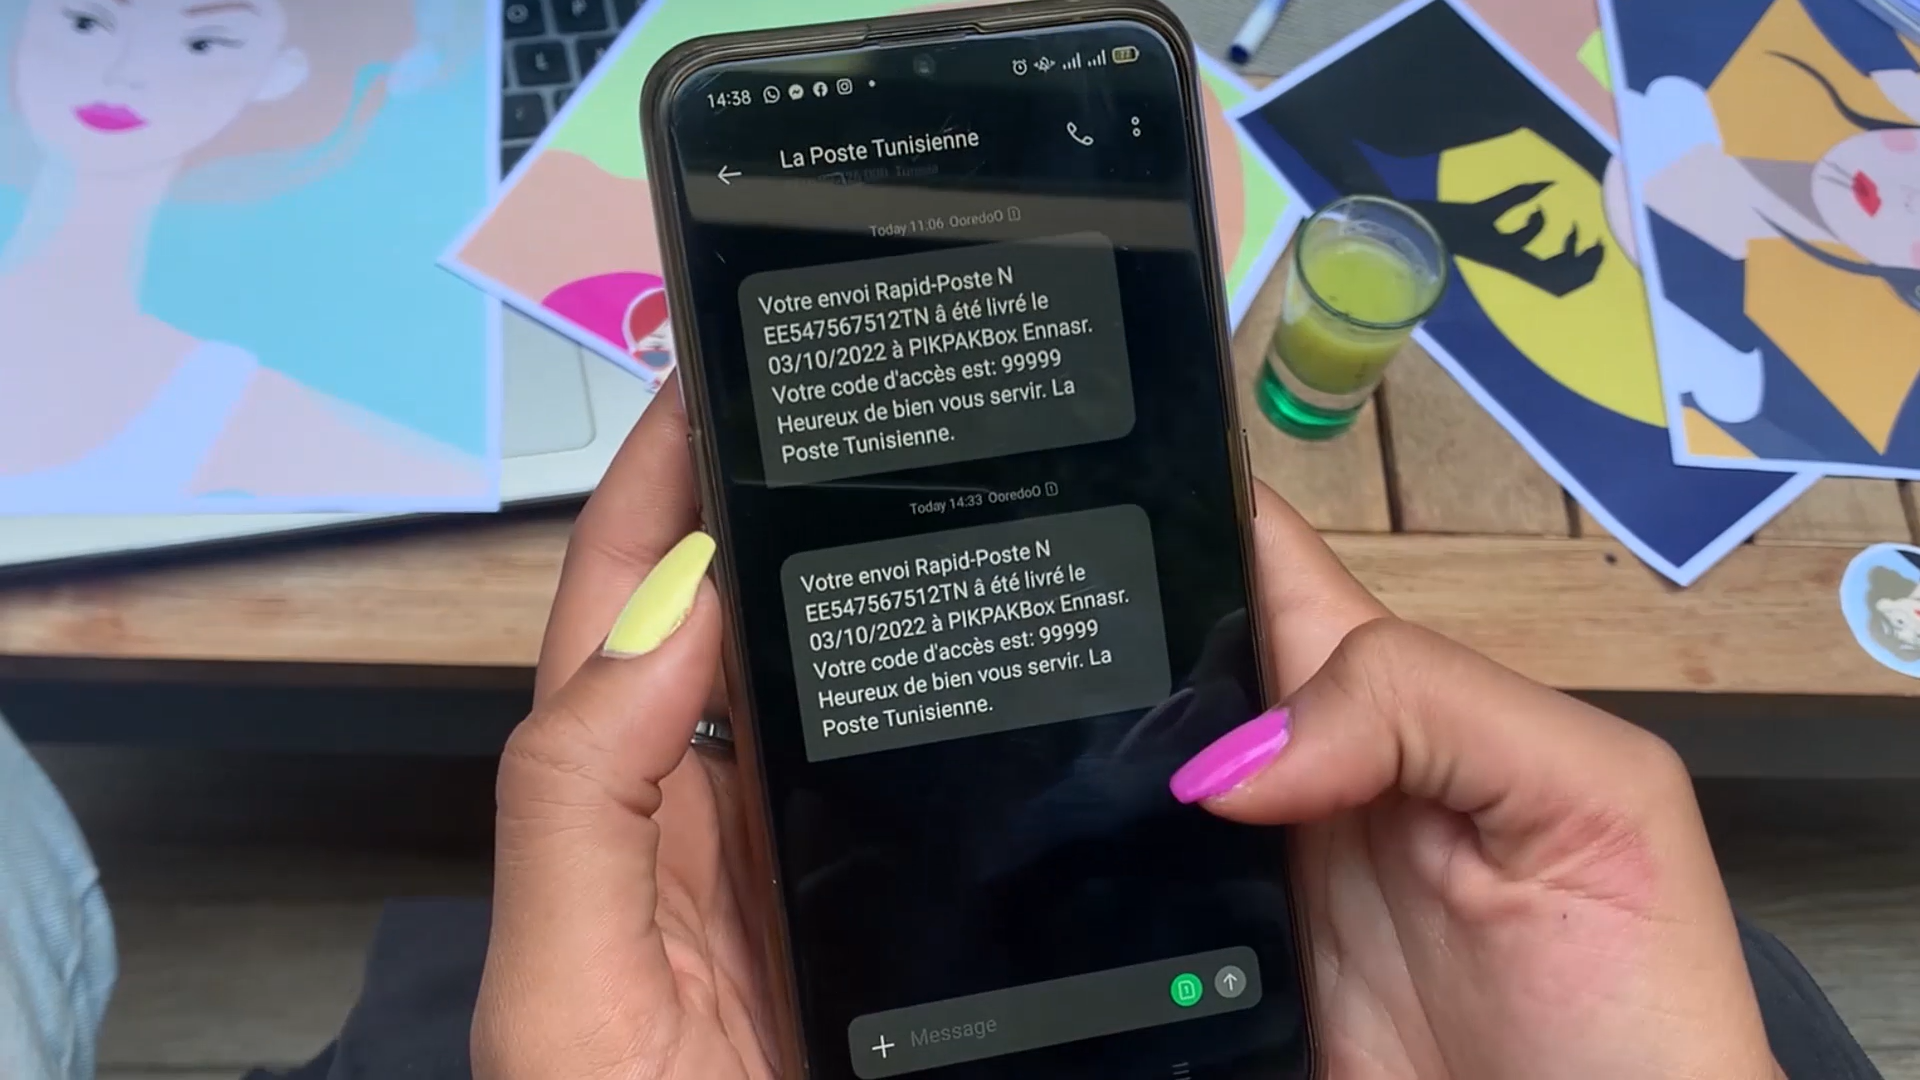 14:38
La Poste Tunisienne
Today 11:06 OoredoO
Votre envoi Rapid-Poste N
EE547567512TN â été livré le
03/10/2022 à PIKPAKBox Ennasr.
Votre code d'accès est: 99999
Heureux de bien vous servir. La
Poste Tunisienne.
Today 14:33 OoredoO
Votre envoi Rapid-Poste N
EE547567512TN â été livré le
03/10/2022 à PIKPAKBox Ennasr.
Votre code d'accès est: 99999
Heureux de bien vous servir. La
Poste Tunisienne.
Message